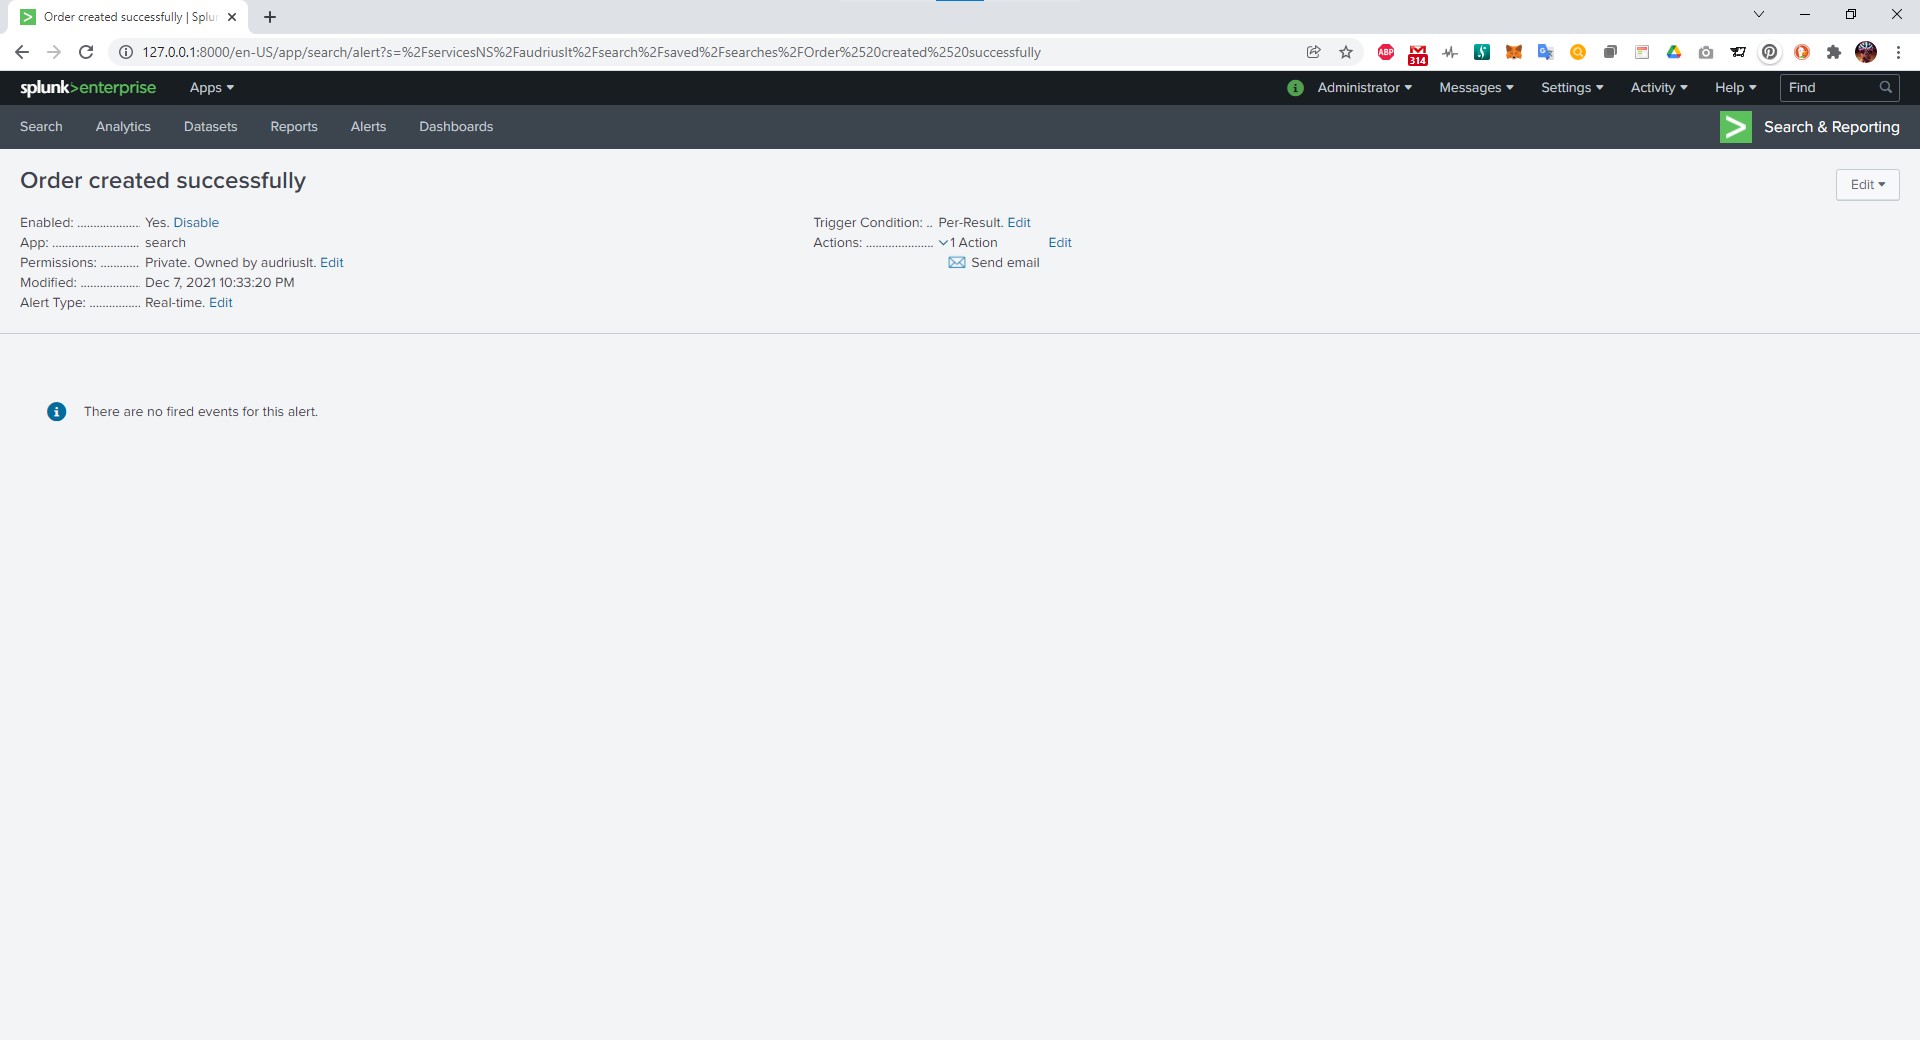 Order created successfully | Splu
127.0.0.1:8000/en-US/app/search/alert?s=%2FservicesNS%2Faudriuslt%2Fsearch%2Fsaved%2Fsearches%2FOrder%2520created%2520successfully
ABP
314
splunk>enterprise Apps
i Administrator Messages Settings Activity Help Find
Search Analytics Datasets Reports Alerts Dashboards
> Search & Reporting
Order created successfully
Edit
Enabled: .................... Yes. Disable
App: ........................... search
Permissions: ............ Private. Owned by audriuslt. Edit
Modified: ................... Dec 7, 2021 10:33:20 PM
Alert Type: ................ Real-time. Edit
Trigger Condition: .. Per-Result. Edit
Actions: ..................... 1 Action Edit
Send email
There are no fired events for this alert.